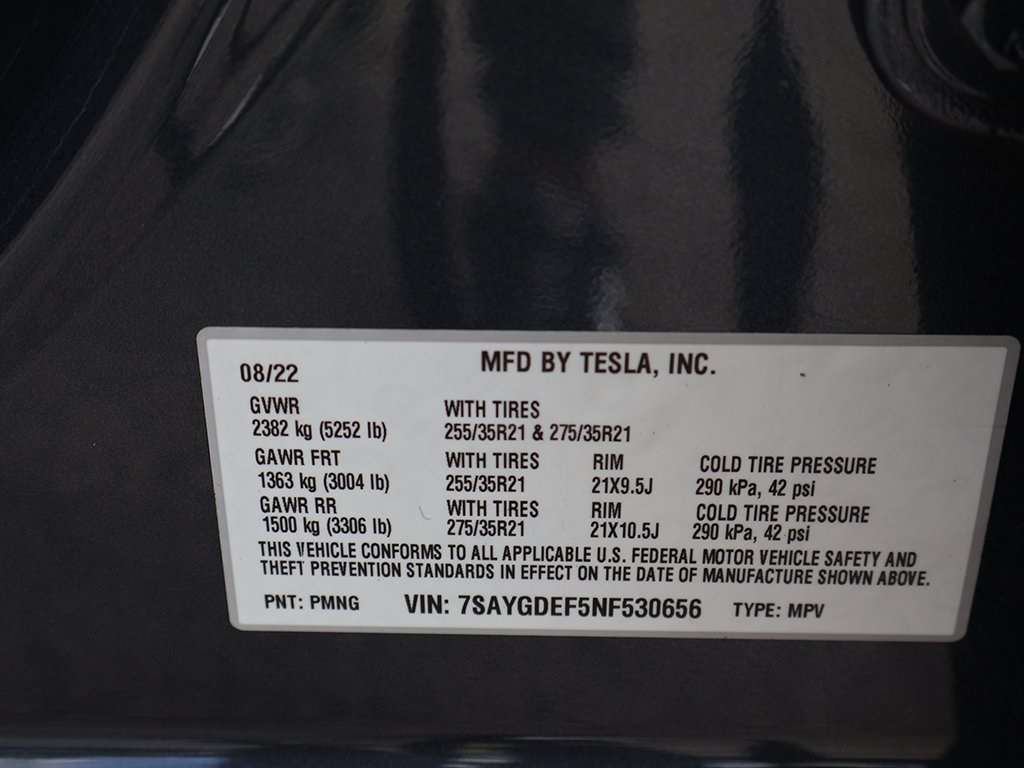 MFD BY TESLA, INC.
08/22
GVWR WITH TIRES
2382 kg (5252 lb) 255/35R21 & 275/35R21
GAWR FRT WITH TIRES RIM COLD TIRE PRESSURE
1363 kg (3004 lb) 255/35R21 21X9.5J 290 kPa, 42 psi
GAWR RR WITH TIRES RIM COLD TIRE PRESSURE
1500 kg (3306 lb) 275/35R21 21X10.5J 290 kPa, 42 psi
THIS VEHICLE CONFORMS TO ALL APPLICABLE U.S. FEDERAL MOTOR VEHICLE SAFETY AND
THEFT PREVENTION STANDARDS IN EFFECT ON THE DATE OF MANUFACTURE SHOWN ABOVE.
PNT: PMNG VIN: 7SAYGDEF5NF530656 TYPE: MPV